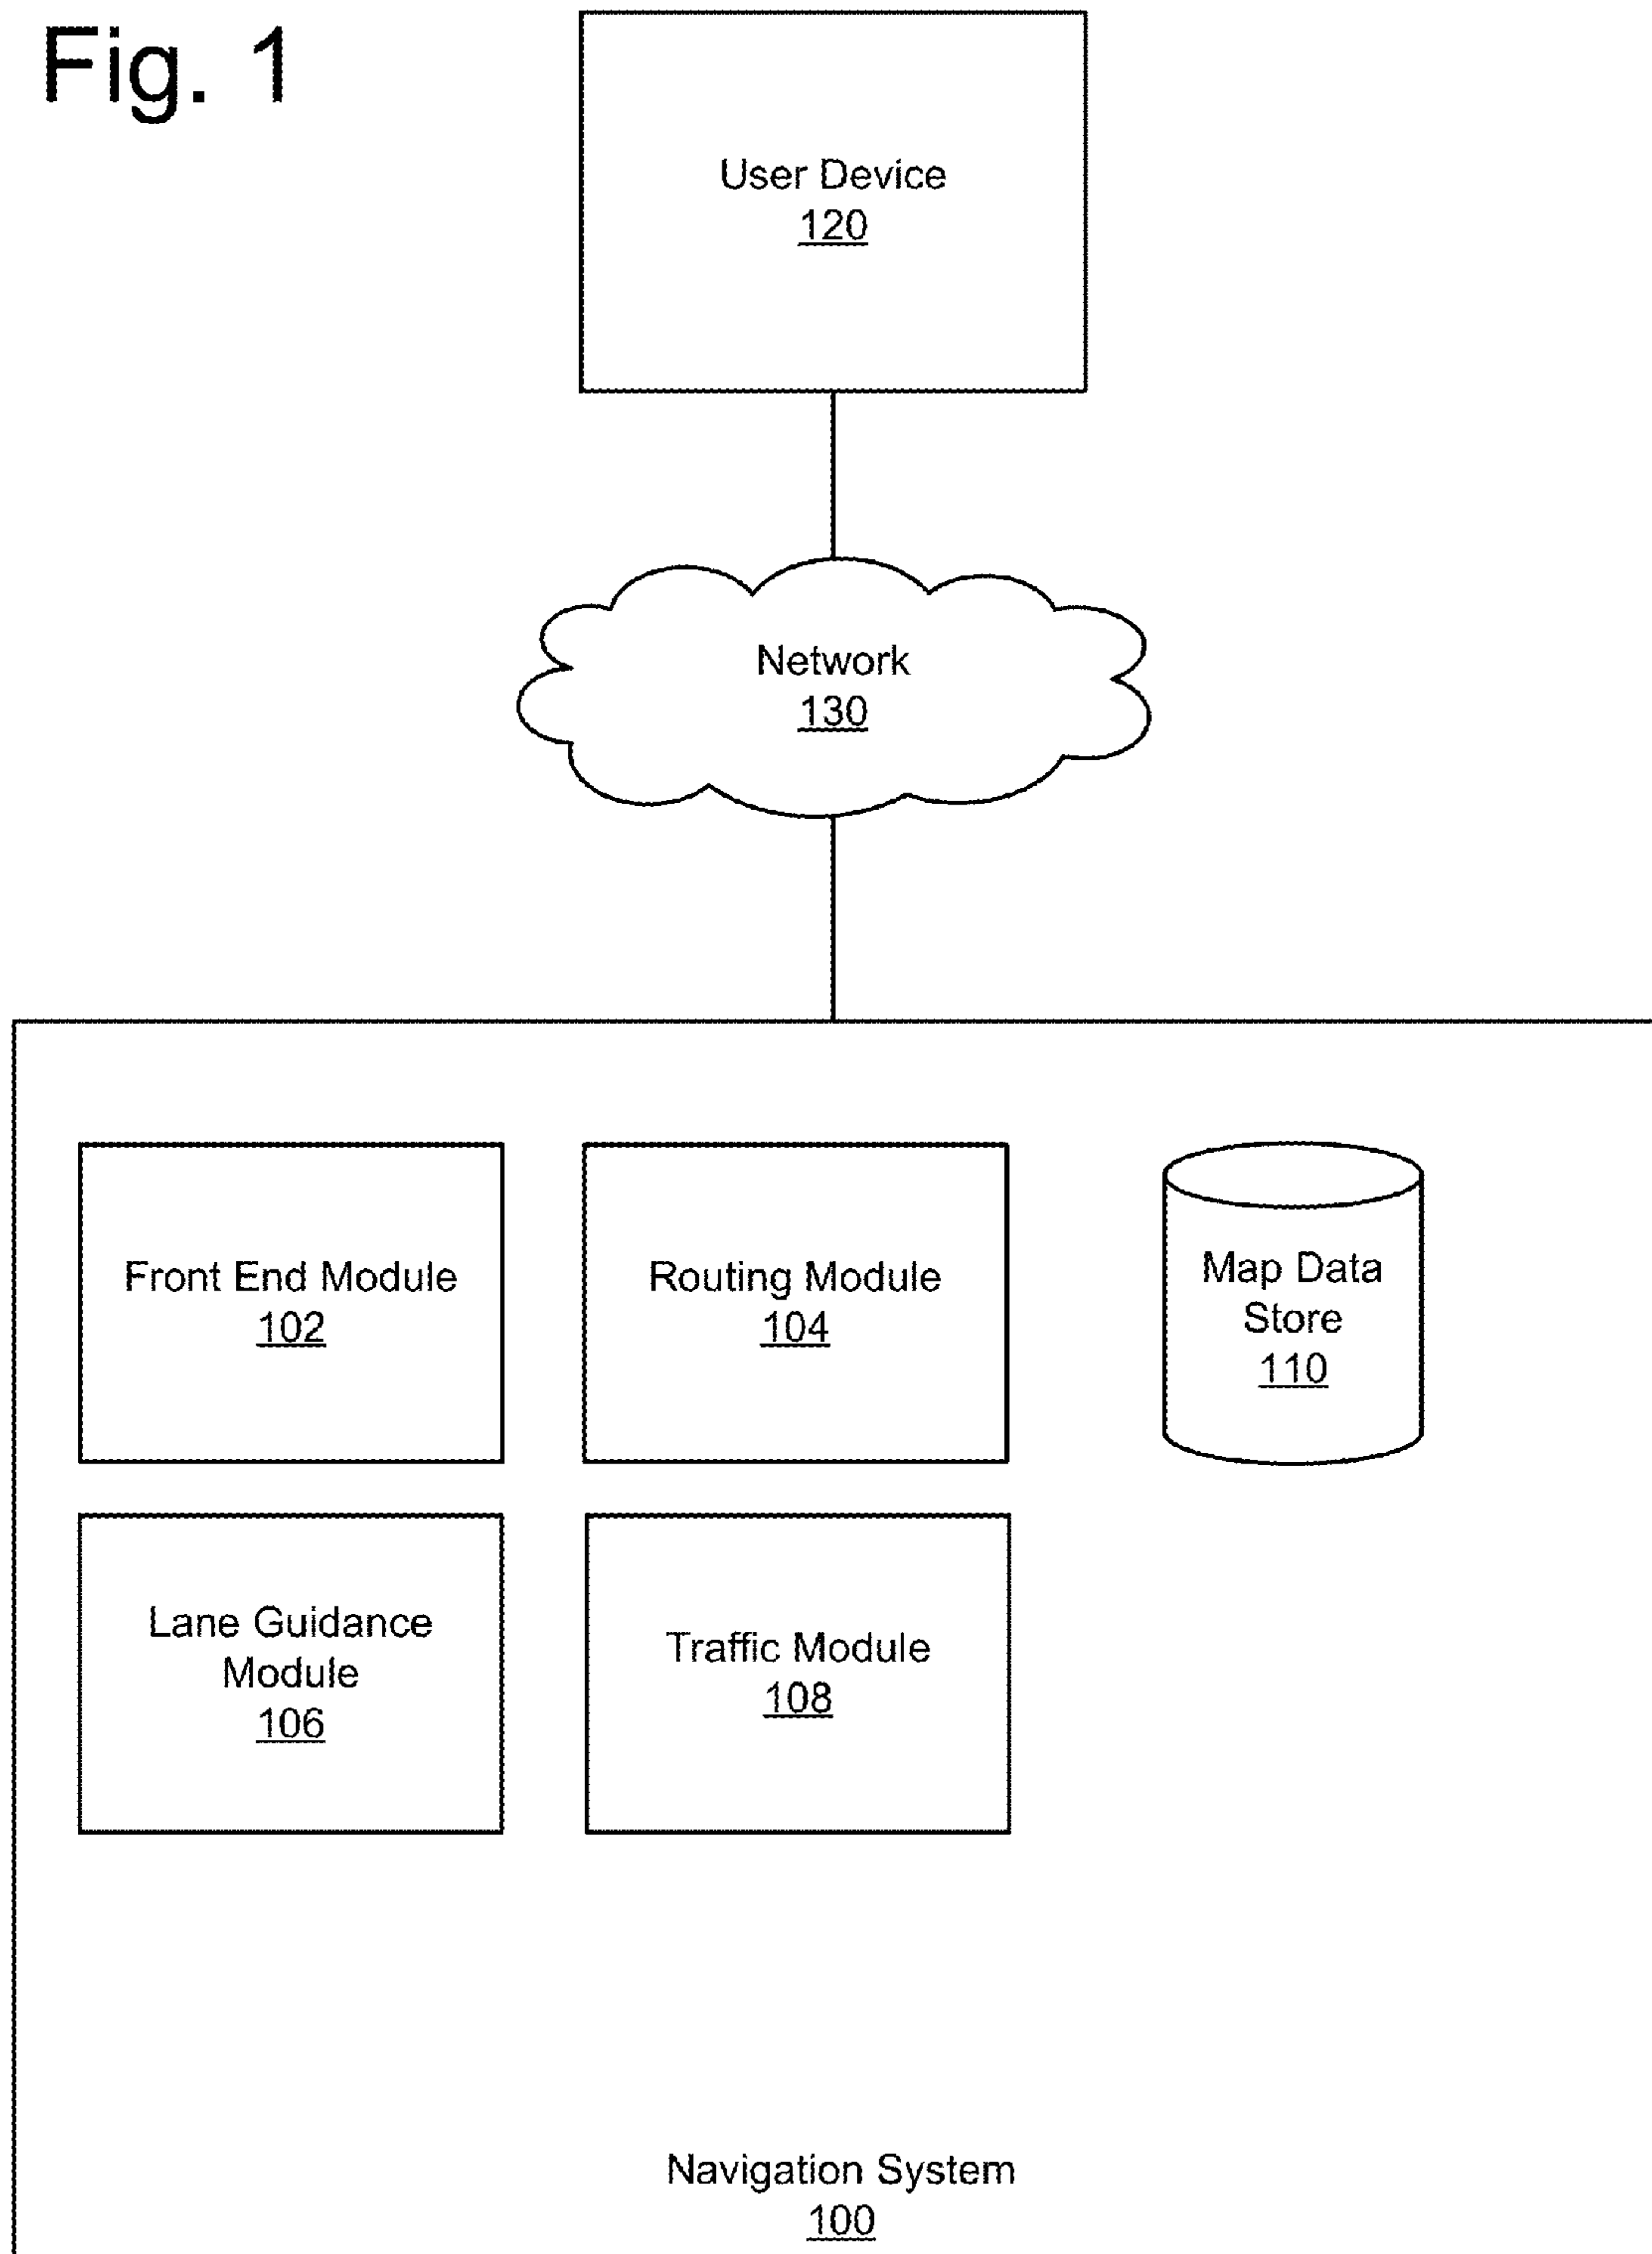 Fig. 1
User Device
120
Network
130
Front End Module
102
Routing Module
104
Map Data
Store
110
Lane Guidance
Module
106
Traffic Module
108
Navigation System
100